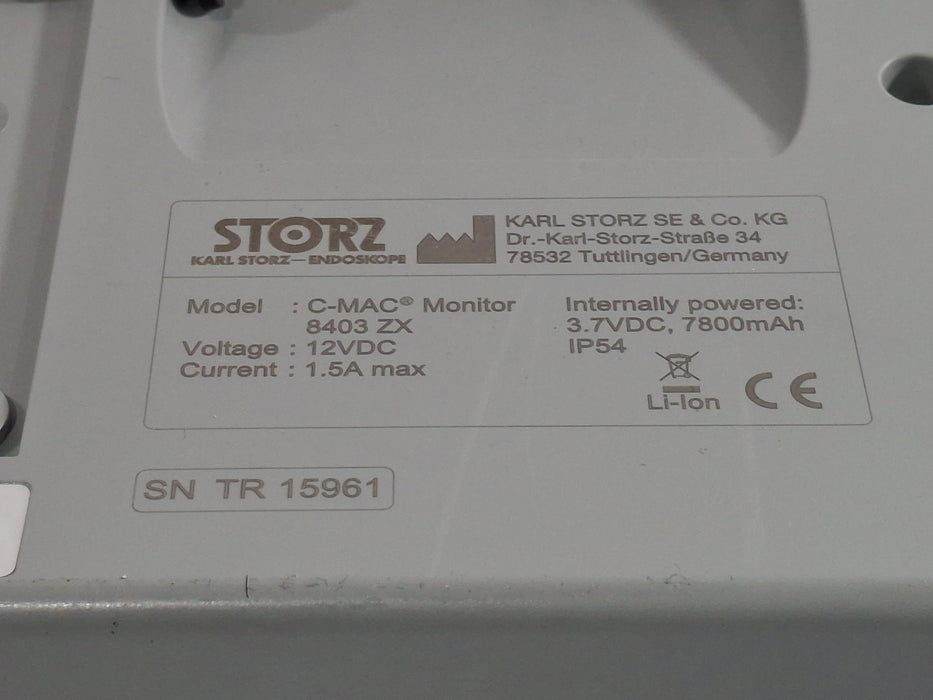 STORZ
KARL STORZ—ENDOSKOPE
KARL STORZ SE & Co. KG
Dr.-Karl-Storz-Straße 34
78532 Tuttlingen/Germany
Model : C-MAC® Monitor
8403 ZX
Voltage : 12VDC
Current : 1.5A max
Internally powered:
3.7VDC, 7800mAh
IP54
Li-Ion
CE
SN TR 15961